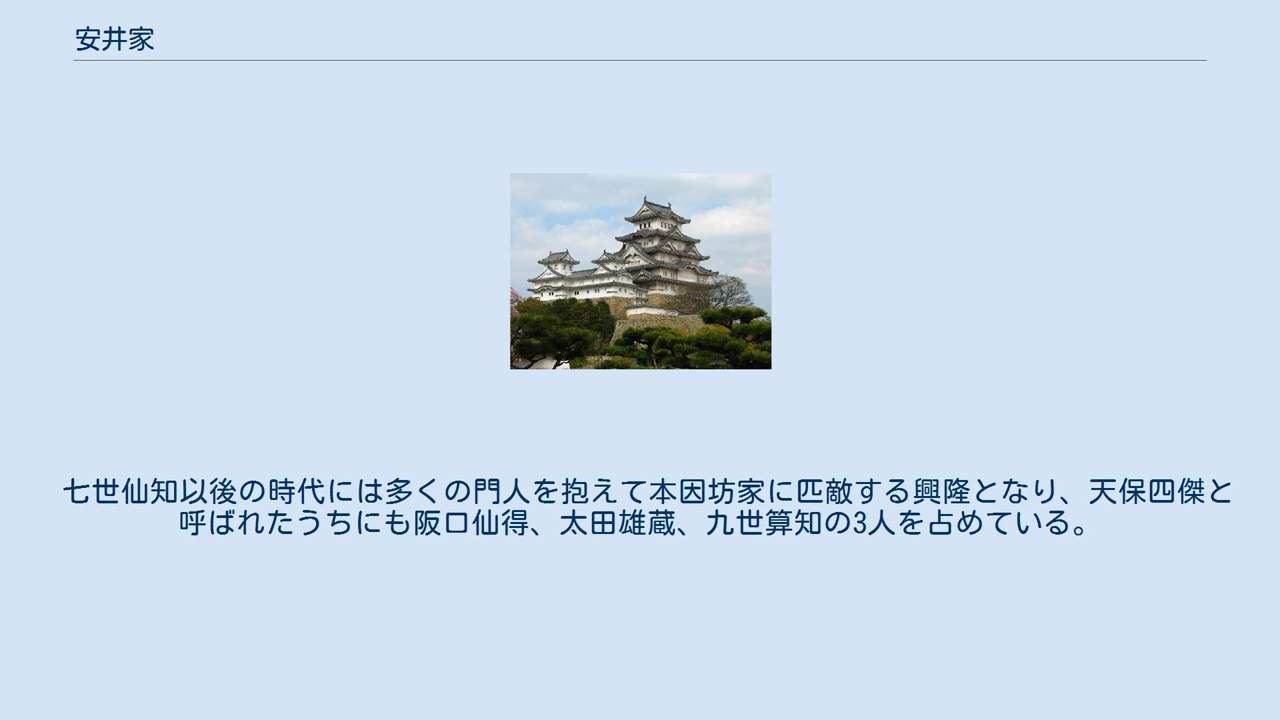 安井家
七世仙知以後の時代には多くの門人を抱えて本因坊家に匹敵する興隆となり、天保四傑と
呼ばれたうちにも阪口仙得、太田雄蔵、九世算知の3人を占めている。